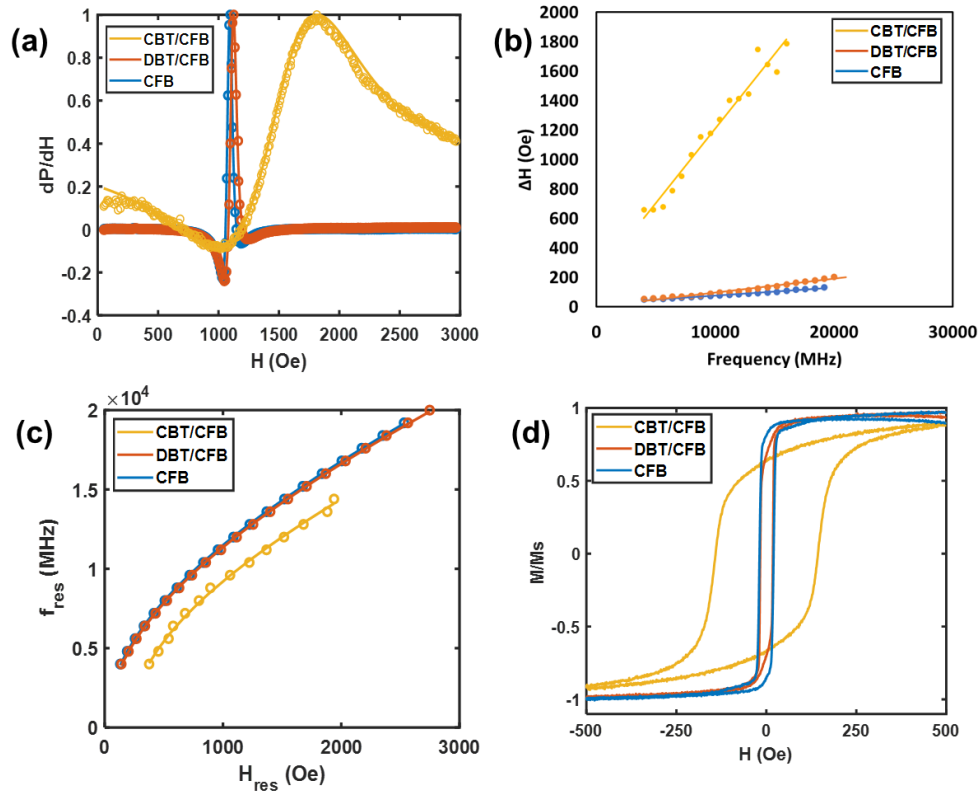 (a)
1
0.8
0.6
0.4
0.2
0
-0.2
-0.4
dP/dH
CBT/CFB
DBT/CFB
CFB
0 500 1000 1500 2000 2500 3000
H (Oe)
(b)
2000
1800
1600
1400
1200
1000
800
600
400
200
0
ΔH (Oe)
CBT/CFB
DBT/CFB
CFB
0 10000 20000 30000
Frequency (MHz)
(c)
× 10⁴
2
1.5
1
0.5
0
f_res (MHz)
CBT/CFB
DBT/CFB
CFB
0 1000 2000 3000
H_res (Oe)
(d)
1
0.5
0
-0.5
-1
M/Ms
CBT/CFB
DBT/CFB
CFB
-500 -250 0 250 500
H (Oe)